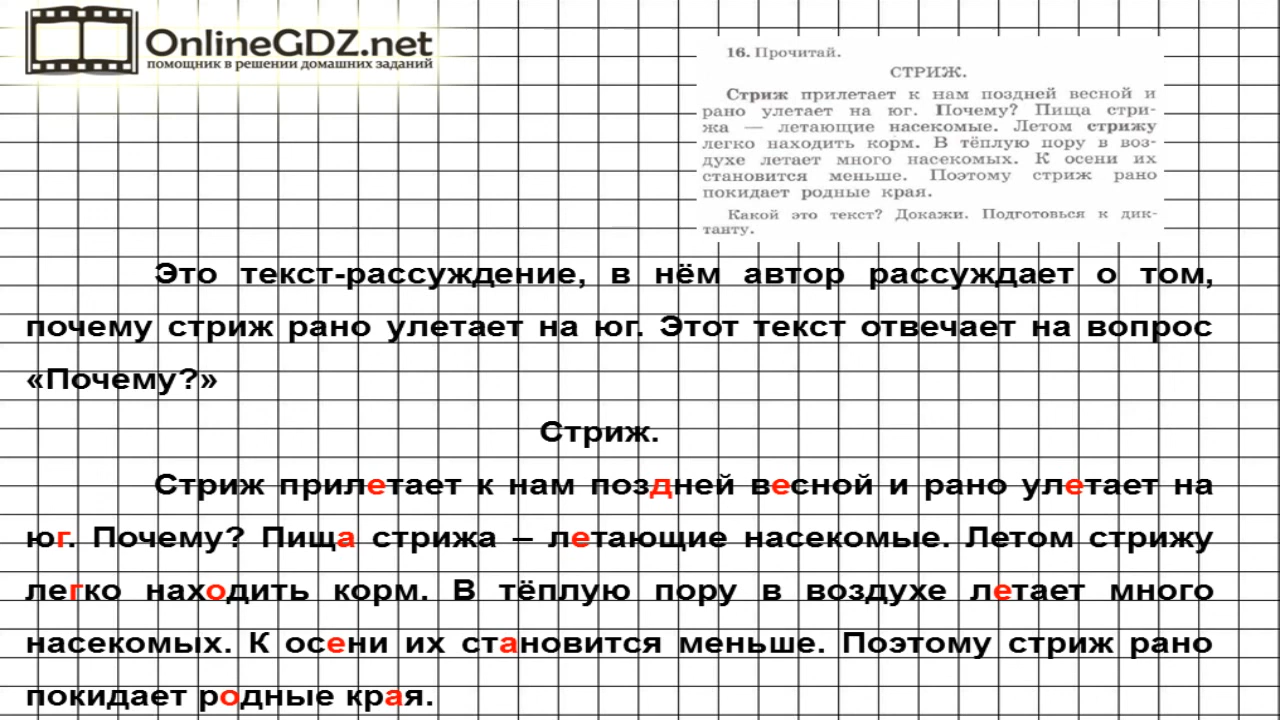 OnlineGDZ.net
помощник в решении домашних заданий
16. Прочитай.
СТРИЖ.
Стриж прилетает к нам поздней весной и
рано улетает на юг. Почему? Пища стри-
жа — летающие насекомые. Летом стрижу
легко находить корм. В тёплую пору в воз-
духе летает много насекомых. К осени их
становится меньше. Поэтому стриж рано
покидает родные края.
Какой это текст? Докажи. Подготовься к дик-
танту.
Это текст-рассуждение, в нём автор рассуждает о том,
почему стриж рано улетает на юг. Этот текст отвечает на вопрос
«Почему?»
Стриж.
Стриж прилетает к нам поздней весной и рано улетает на
юг. Почему? Пища стрижа – летающие насекомые. Летом стрижу
легко находить корм. В тёплую пору в воздухе летает много
насекомых. К осени их становится меньше. Поэтому стриж рано
покидает родные края.